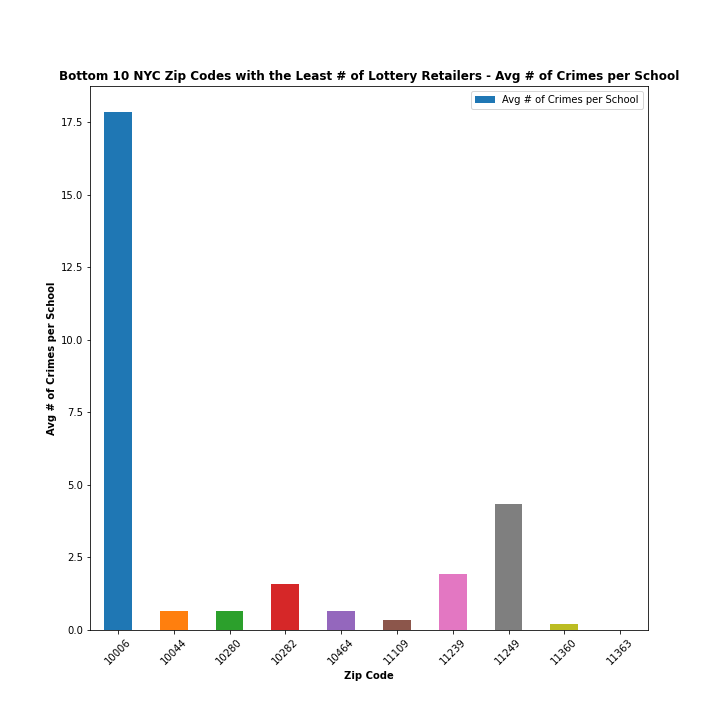 Bottom 10 NYC Zip Codes with the Least # of Lottery Retailers - Avg # of Crimes per School
Avg # of Crimes per School
17.5
15.0
12.5
10.0
7.5
5.0
2.5
0.0
Avg # of Crimes per School
10006 10044 10280 10282 10464 11109 11239 11249 11360 11363
Zip Code